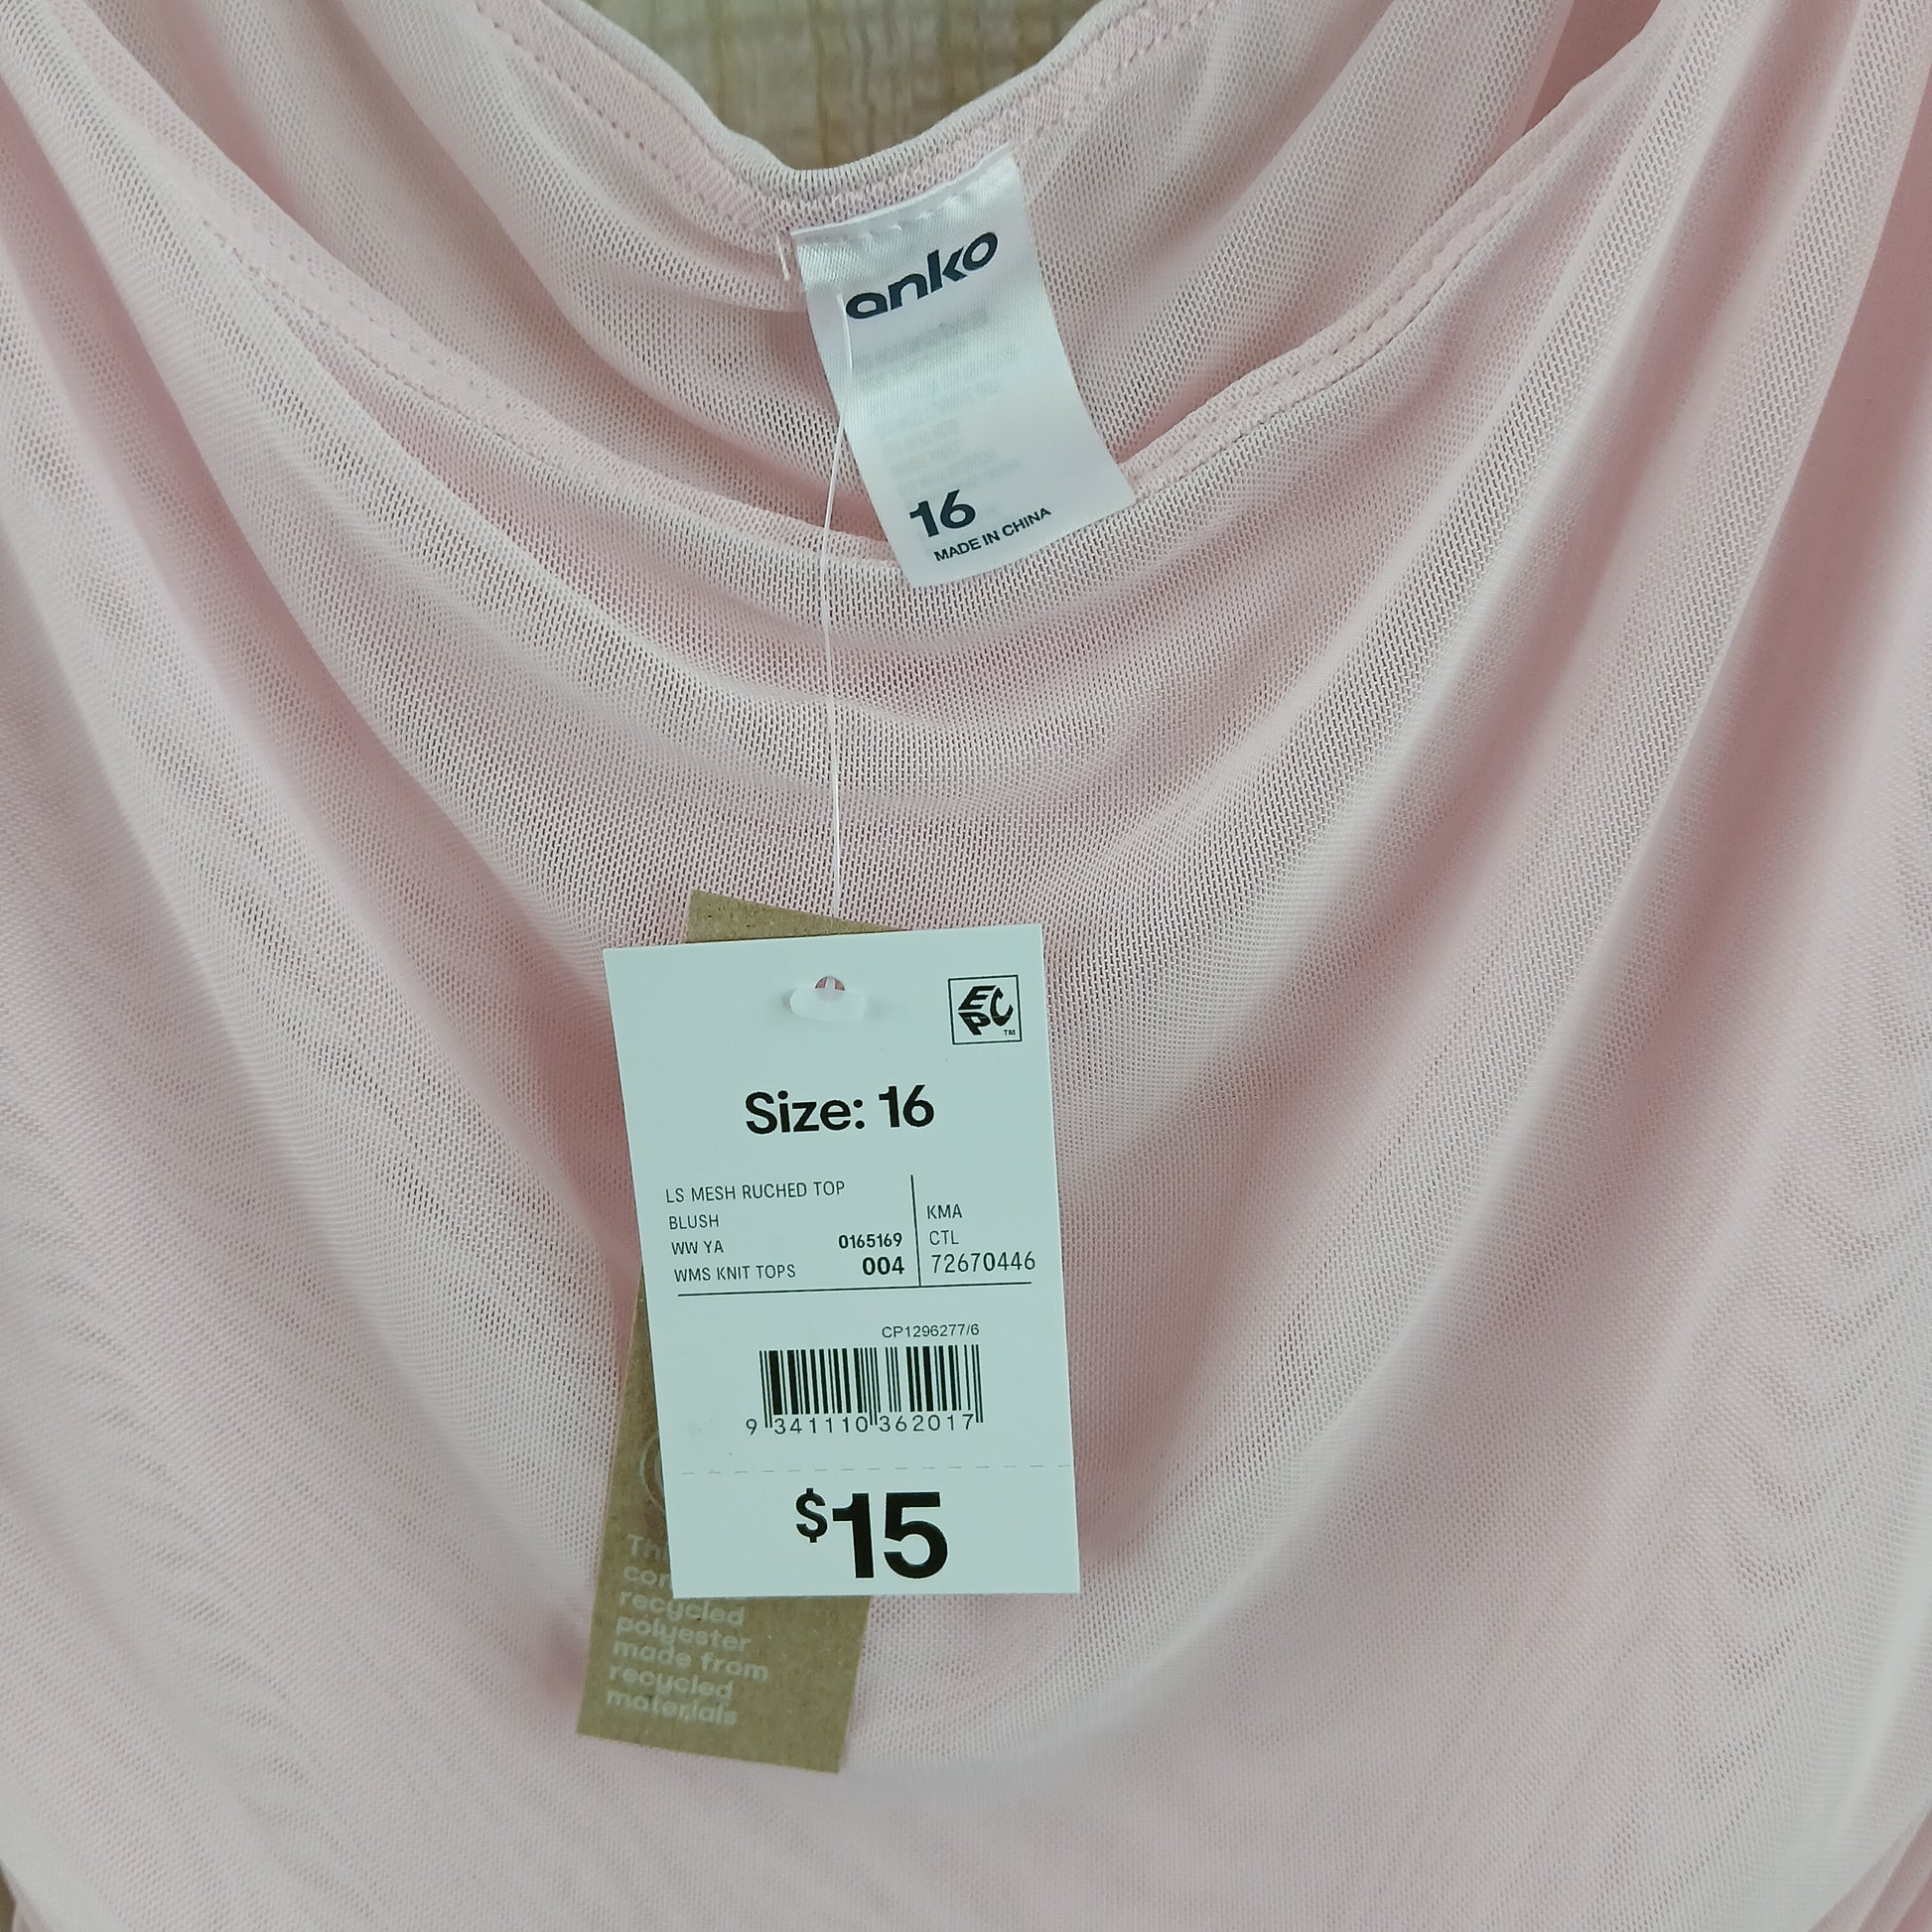 anko
16
MADE IN CHINA
EPC
TM
Size: 16
LS MESH RUCHED TOP
BLUSH
WW YA 0165169
WMS KNIT TOPS 004
KMA
CTL
72670446
CP1296277/6
9 341110 362017
$15
recycled
polyester
made from
recycled
materials